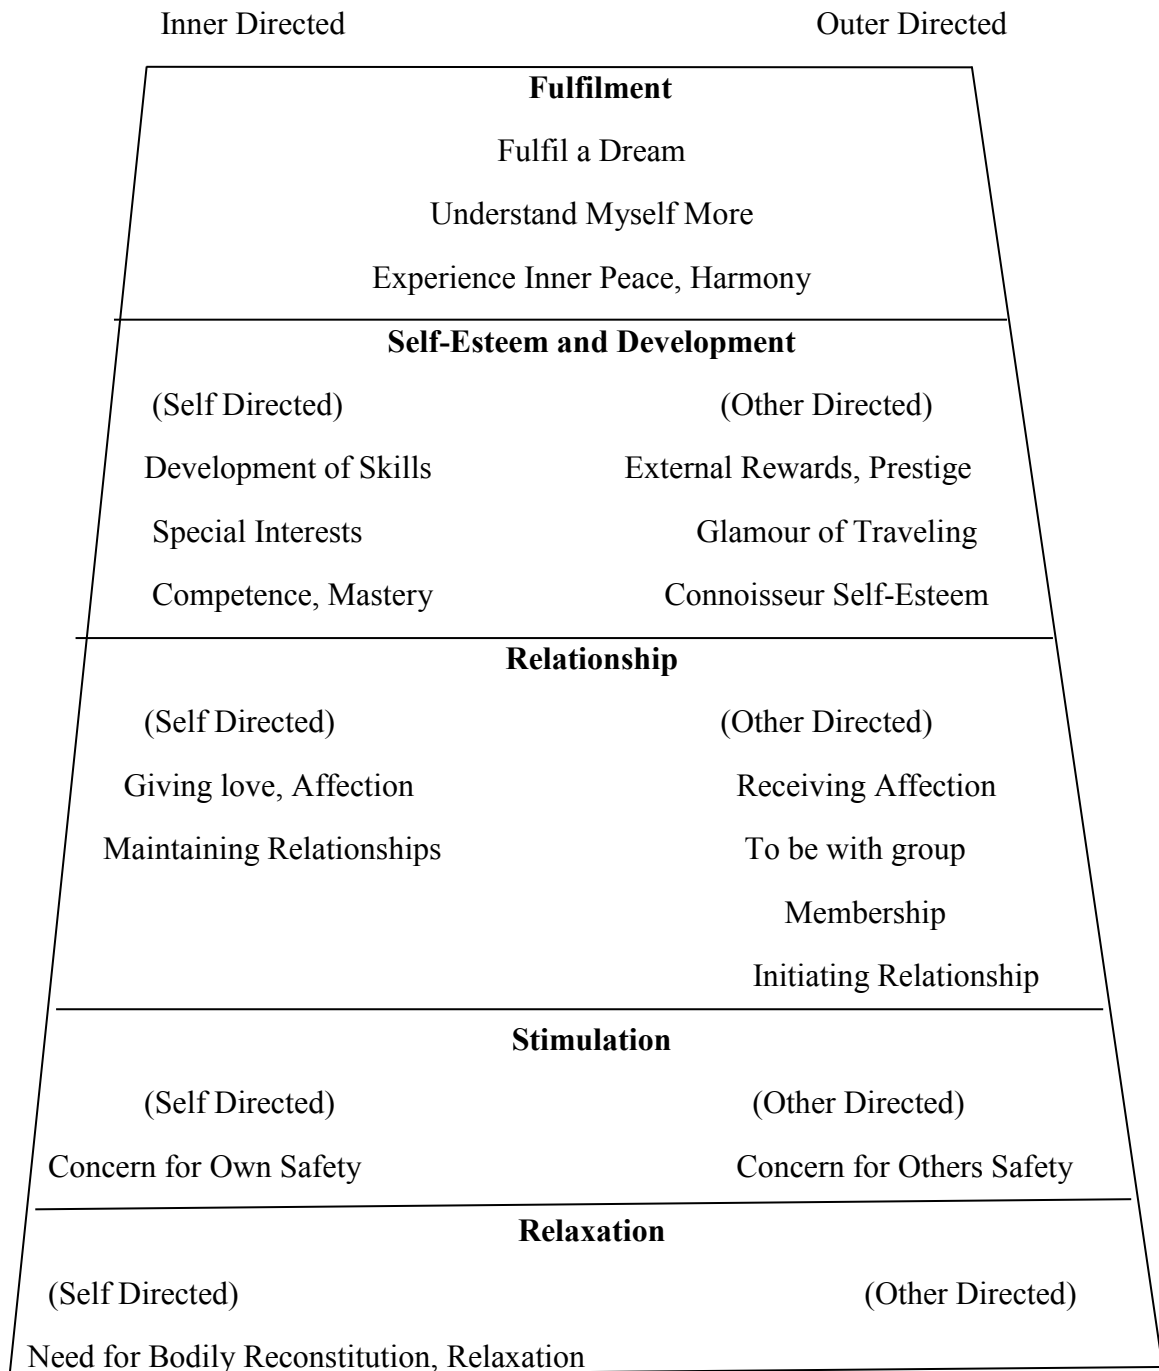 Inner Directed Outer Directed
Fulfilment
Fulfil a Dream
Understand Myself More
Experience Inner Peace, Harmony
Self-Esteem and Development
(Self Directed) (Other Directed)
Development of Skills External Rewards, Prestige
Special Interests Glamour of Traveling
Competence, Mastery Connoisseur Self-Esteem
Relationship
(Self Directed) (Other Directed)
Giving love, Affection Receiving Affection
Maintaining Relationships To be with group
Membership
Initiating Relationship
Stimulation
(Self Directed) (Other Directed)
Concern for Own Safety Concern for Others Safety
Relaxation
(Self Directed) (Other Directed)
Need for Bodily Reconstitution, Relaxation